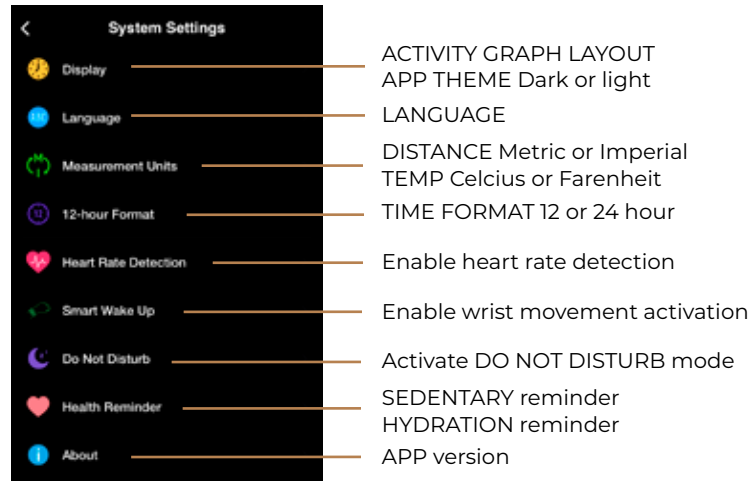 System Settings
Display
ACTIVITY GRAPH LAYOUT
APP THEME Dark or light
Language
LANGUAGE
Measurement Units
DISTANCE Metric or Imperial
TEMP Celcius or Farenheit
12
12-hour Format
TIME FORMAT 12 or 24 hour
Heart Rate Detection
Enable heart rate detection
Smart Wake Up
Enable wrist movement activation
Do Not Disturb
Activate DO NOT DISTURB mode
Health Reminder
SEDENTARY reminder
HYDRATION reminder
About
APP version